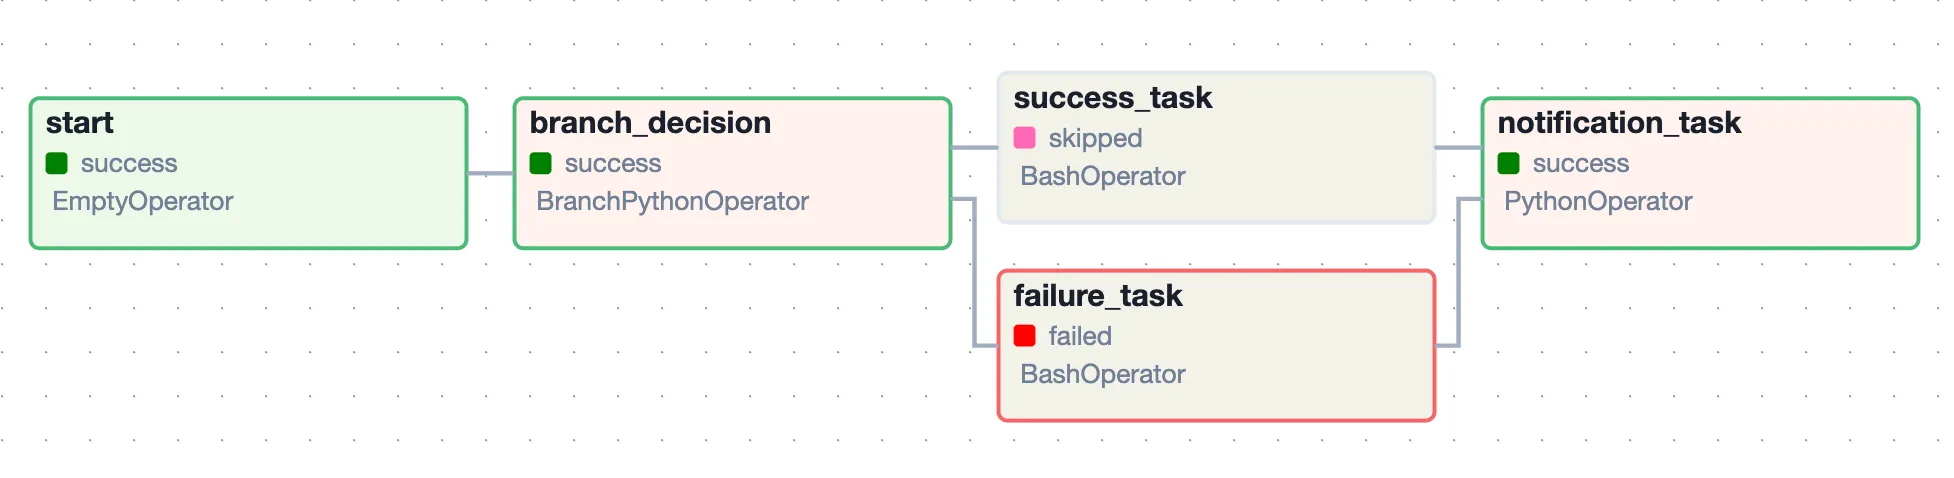 start
success
EmptyOperator
branch_decision
success
BranchPythonOperator
success_task
skipped
BashOperator
failure_task
failed
BashOperator
notification_task
success
PythonOperator